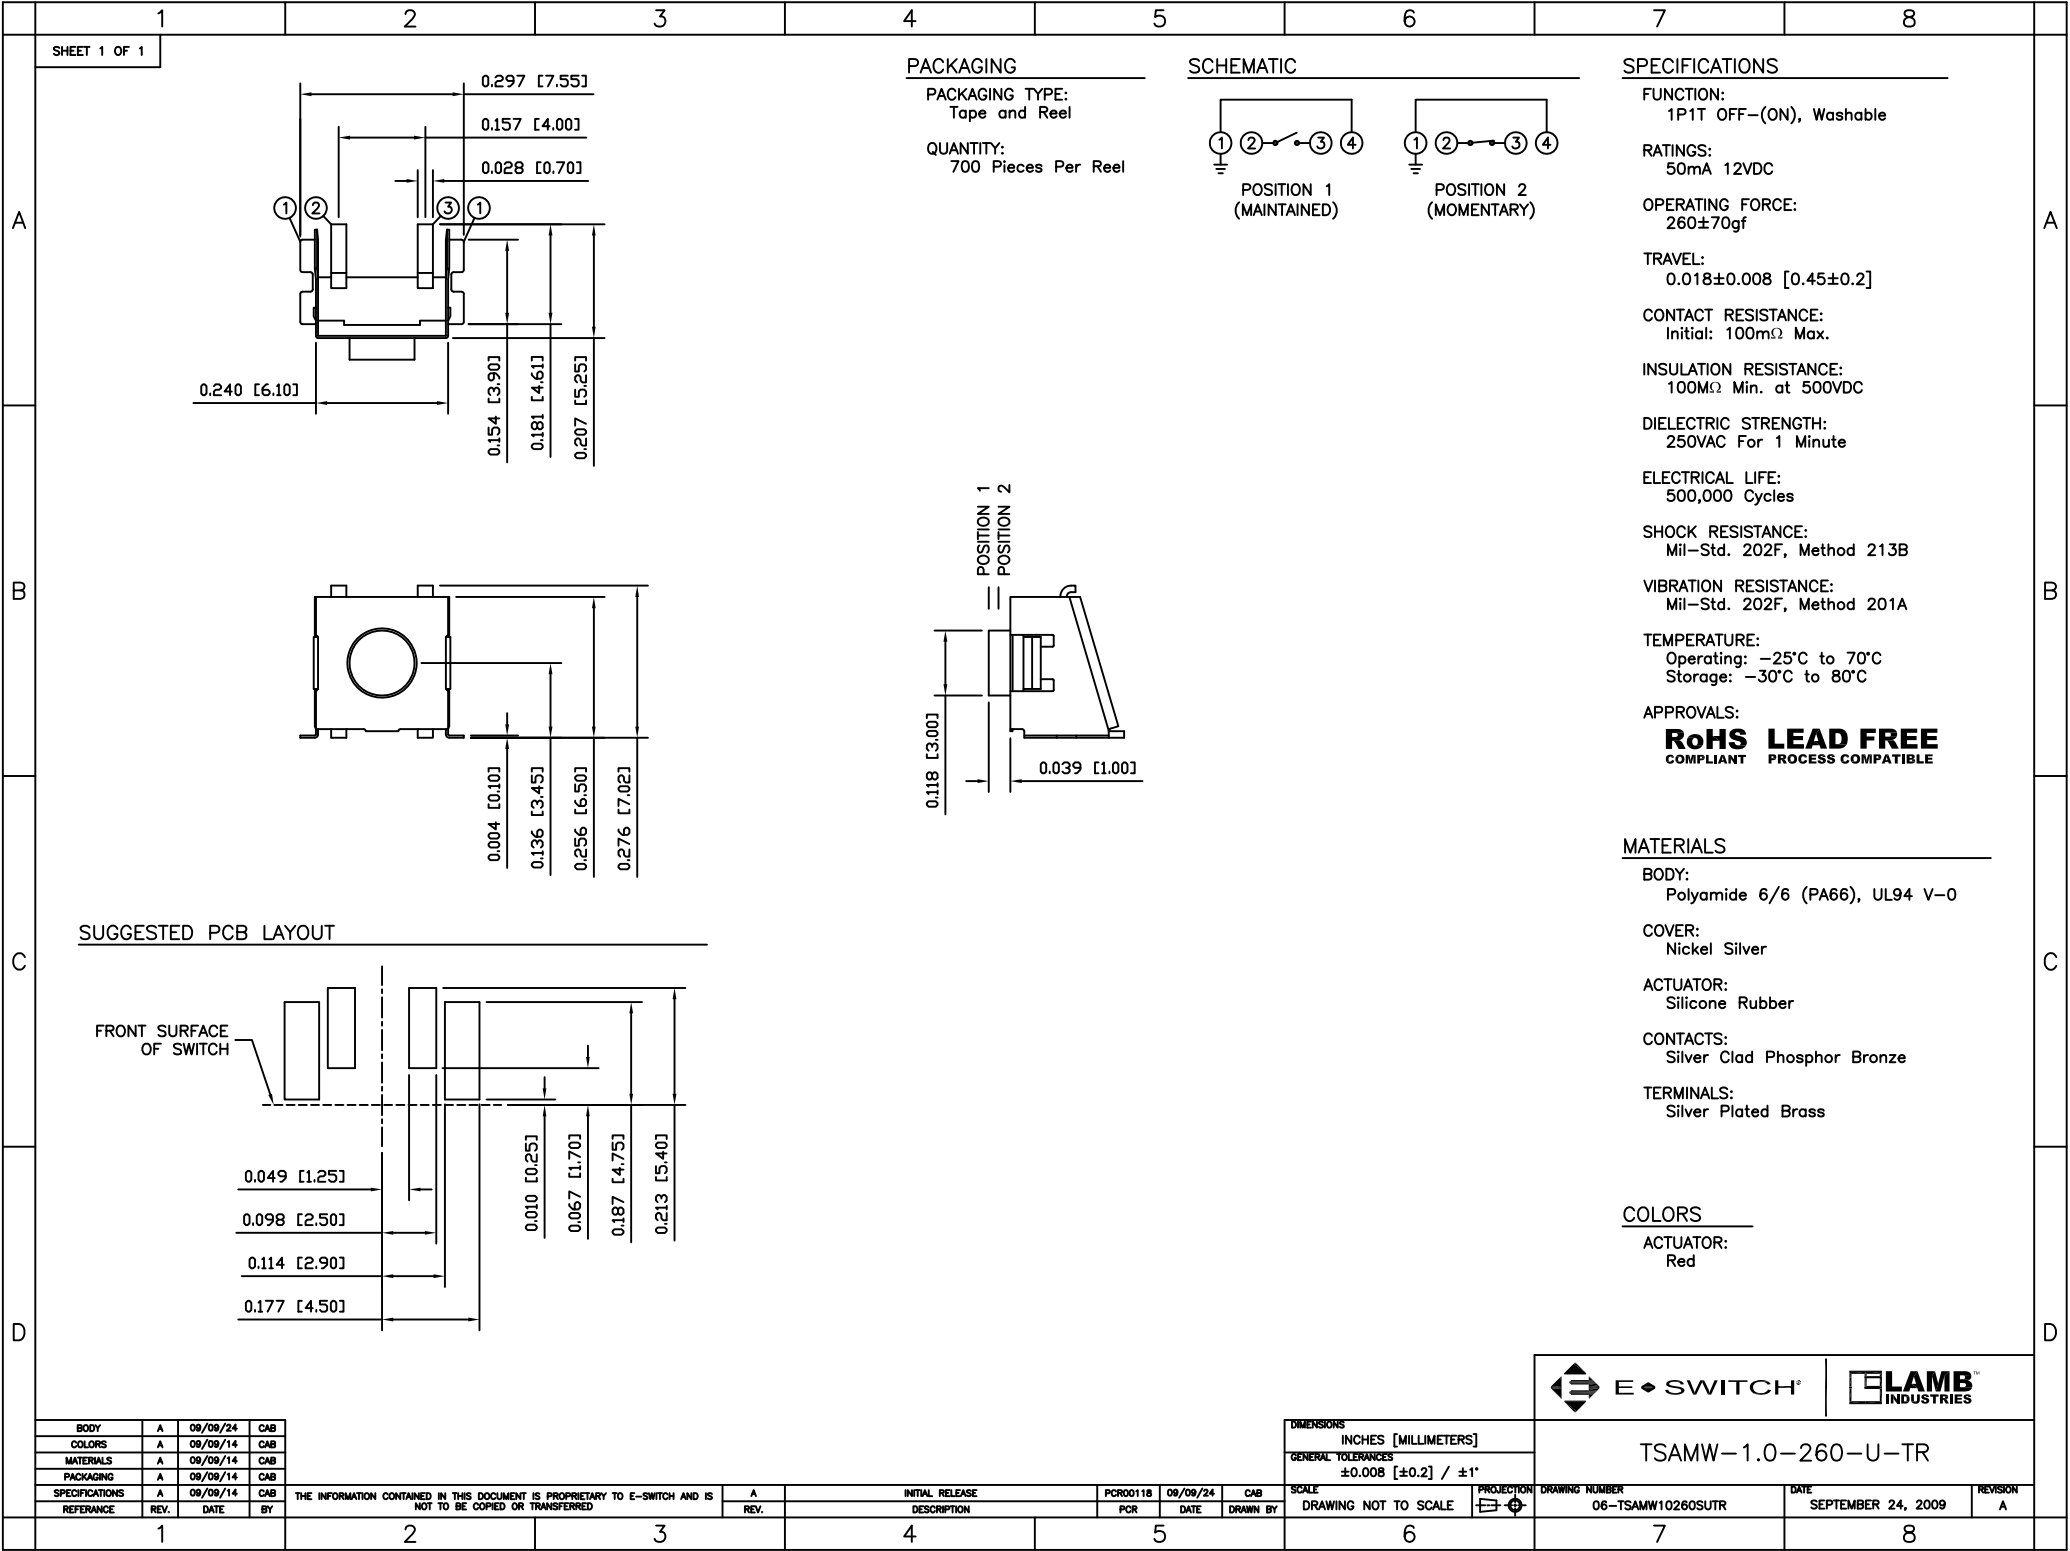 1 2 3 4 5 6 7 8
SHEET 1 OF 1
A
B
C
D
0.297 [7.55]
0.157 [4.00]
0.028 [0.70]
1 2 3 1
0.240 [6.10]
0.154 [3.90]
0.181 [4.61]
0.207 [5.25]
0.004 [0.10]
0.136 [3.45]
0.256 [6.50]
0.276 [7.02]
POSITION 1
POSITION 2
0.118 [3.00]
0.039 [1.00]
SUGGESTED PCB LAYOUT
FRONT SURFACE
OF SWITCH
0.049 [1.25]
0.098 [2.50]
0.114 [2.90]
0.177 [4.50]
0.010 [0.25]
0.067 [1.70]
0.187 [4.75]
0.213 [5.40]
PACKAGING
PACKAGING TYPE:
Tape and Reel
QUANTITY:
700 Pieces Per Reel
SCHEMATIC
1 2 3 4
POSITION 1
(MAINTAINED)
1 2 3 4
POSITION 2
(MOMENTARY)
SPECIFICATIONS
FUNCTION:
1P1T OFF-(ON), Washable
RATINGS:
50mA 12VDC
OPERATING FORCE:
260±70gf
TRAVEL:
0.018±0.008 [0.45±0.2]
CONTACT RESISTANCE:
Initial: 100mΩ Max.
INSULATION RESISTANCE:
100MΩ Min. at 500VDC
DIELECTRIC STRENGTH:
250VAC For 1 Minute
ELECTRICAL LIFE:
500,000 Cycles
SHOCK RESISTANCE:
Mil-Std. 202F, Method 213B
VIBRATION RESISTANCE:
Mil-Std. 202F, Method 201A
TEMPERATURE:
Operating: -25°C to 70°C
Storage: -30°C to 80°C
APPROVALS:
RoHS LEAD FREE
COMPLIANT PROCESS COMPATIBLE
MATERIALS
BODY:
Polyamide 6/6 (PA66), UL94 V-0
COVER:
Nickel Silver
ACTUATOR:
Silicone Rubber
CONTACTS:
Silver Clad Phosphor Bronze
TERMINALS:
Silver Plated Brass
COLORS
ACTUATOR:
Red
A
B
C
D
E SWITCH®
LAMB™
INDUSTRIES
BODY A 09/09/24 CAB
COLORS A 09/09/14 CAB
MATERIALS A 09/09/14 CAB
PACKAGING A 09/09/14 CAB
SPECIFICATIONS A 09/09/14 CAB
REFERANCE REV. DATE BY
THE INFORMATION CONTAINED IN THIS DOCUMENT IS PROPRIETARY TO E-SWITCH AND IS
NOT TO BE COPIED OR TRANSFERRED
A INITIAL RELEASE PCR00118 09/09/24 CAB
REV. DESCRIPTION PCR DATE DRAWN BY
DIMENSIONS
INCHES [MILLIMETERS]
GENERAL TOLERANCES
±0.008 [±0.2] / ±1°
SCALE
DRAWING NOT TO SCALE
PROJECTION
TSAMW-1.0-260-U-TR
DRAWING NUMBER
06-TSAMW10260SUTR
DATE
SEPTEMBER 24, 2009
REVISION
A
1 2 3 4 5 6 7 8